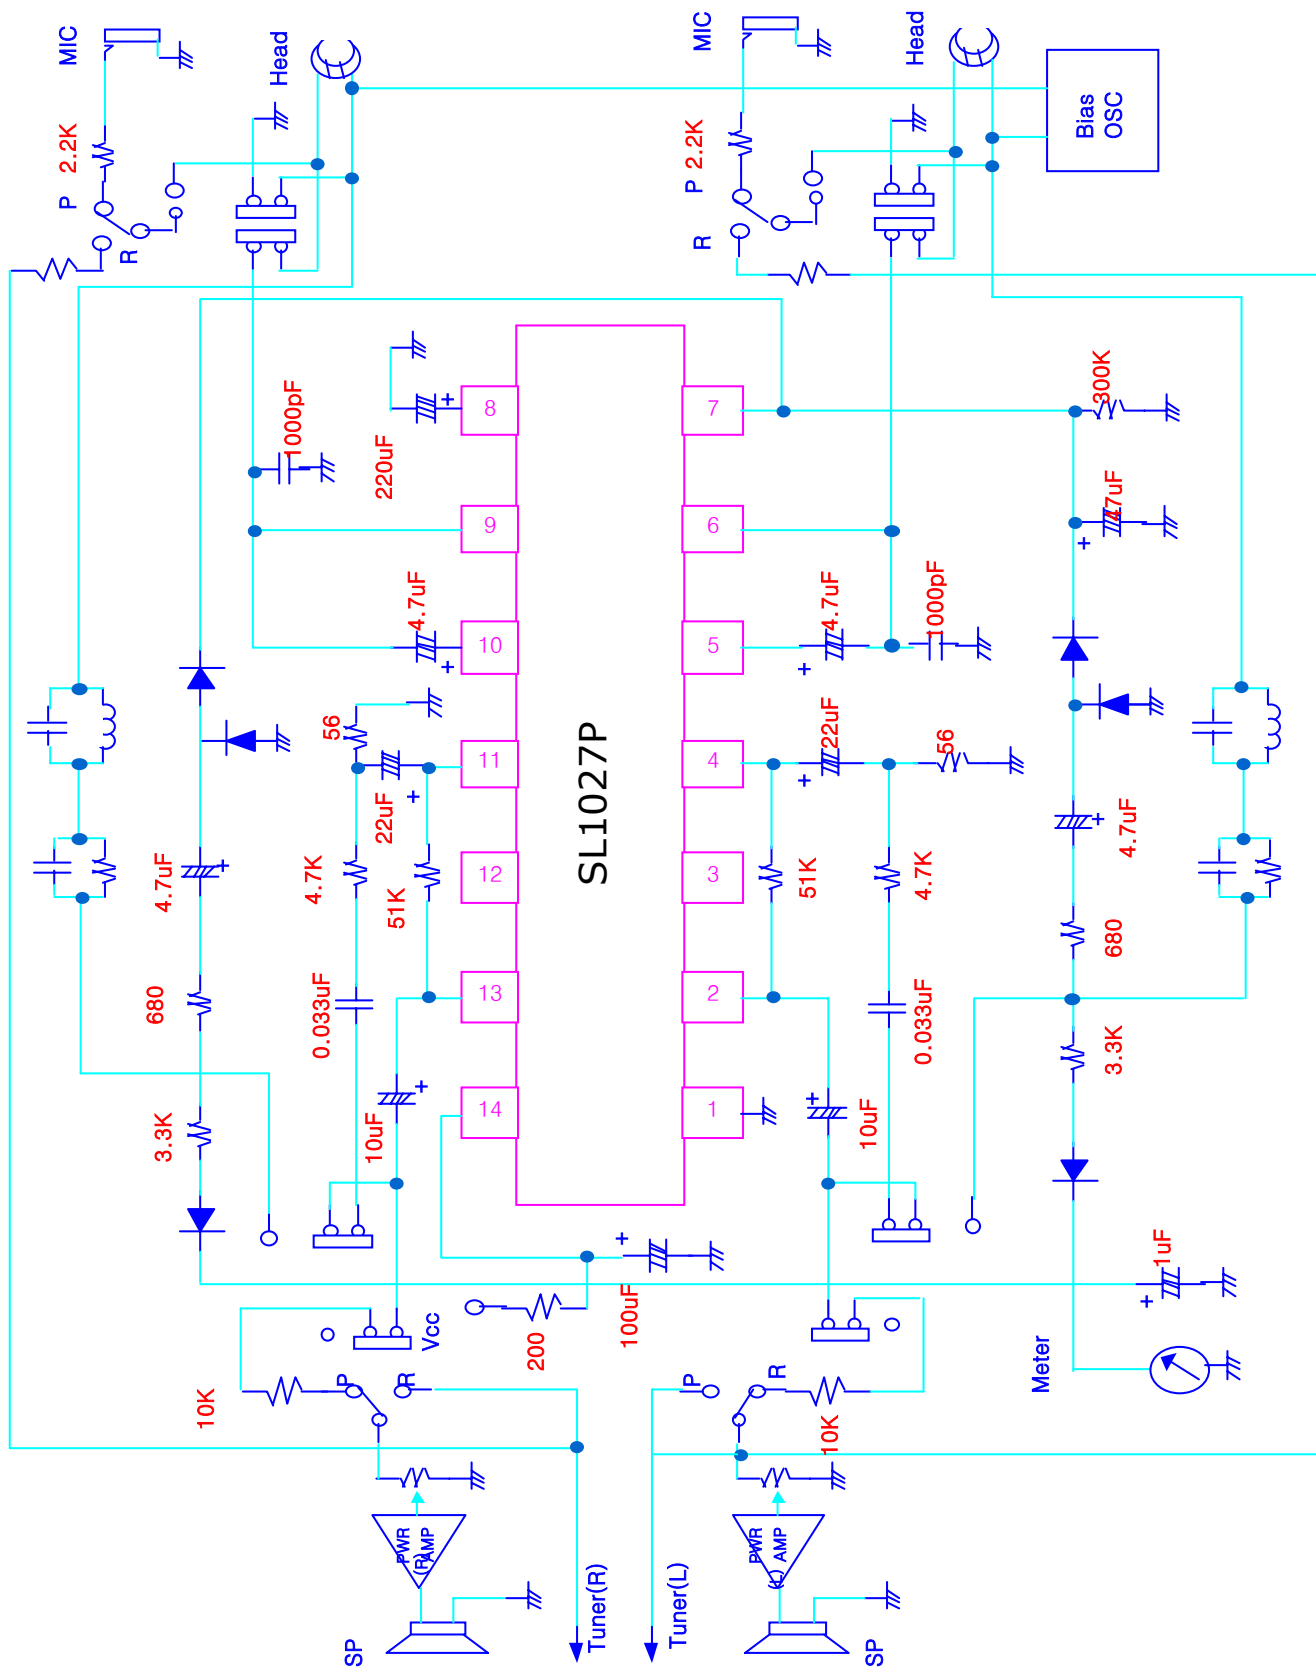 MIC
Head
2.2K
P
R
MIC
Head
2.2K
P
R
Bias
OSC
1000pF
220uF
8
7
300K
9
6
47uF
4.7uF
10
5
4.7uF
1000pF
56
22uF
11
4
22uF
56
SL1027P
4.7uF
4.7K
51K
12
3
51K
4.7K
4.7uF
680
680
0.033uF
13
2
0.033uF
3.3K
3.3K
10uF
14
1
10uF
Vcc
200
100uF
1uF
Meter
10K
P
R
P
R
10K
PWR
AMP
(R)
PWR
AMP
(L)
SP
Tuner(R)
Tuner(L)
SP
+
+
+
+
+
+
+
+
+
+
+
+
+